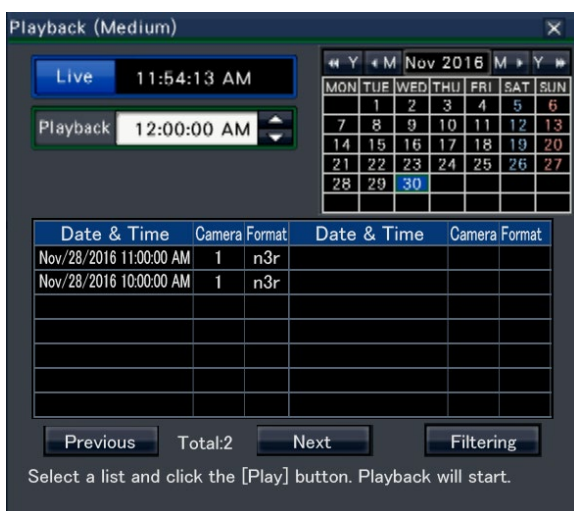 Playback (Medium)
Live 11:54:13 AM
Playback 12:00:00 AM
Y M Nov 2016 M Y
MON TUE WED THU FRI SAT SUN
1 2 3 4 5 6
7 8 9 10 11 12 13
14 15 16 17 18 19 20
21 22 23 24 25 26 27
28 29 30
Date & Time Camera Format Date & Time Camera Format
Nov/28/2016 11:00:00 AM 1 n3r
Nov/28/2016 10:00:00 AM 1 n3r
Previous Total:2 Next Filtering
Select a list and click the [Play] button. Playback will start.